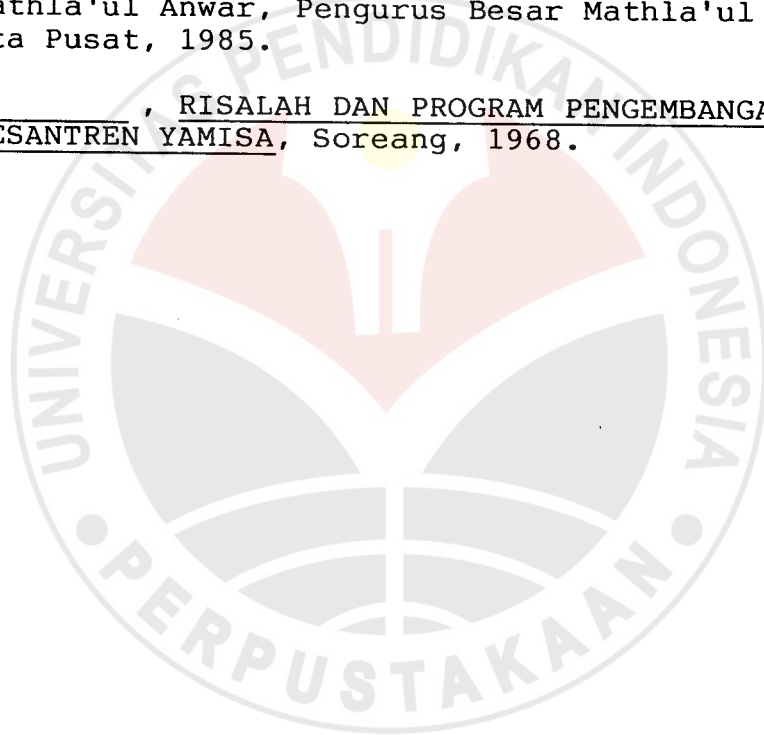 athla'ul Anwar, Pengurus Besar Mathla'ul
ta Pusat, 1985.
, RISALAH DAN PROGRAM PENGEMBANGA
ESANTREN YAMISA, Soreang, 1968.
UNIVERSITAS PENDIDIKAN INDONESIA
PERPUSTAKAAN